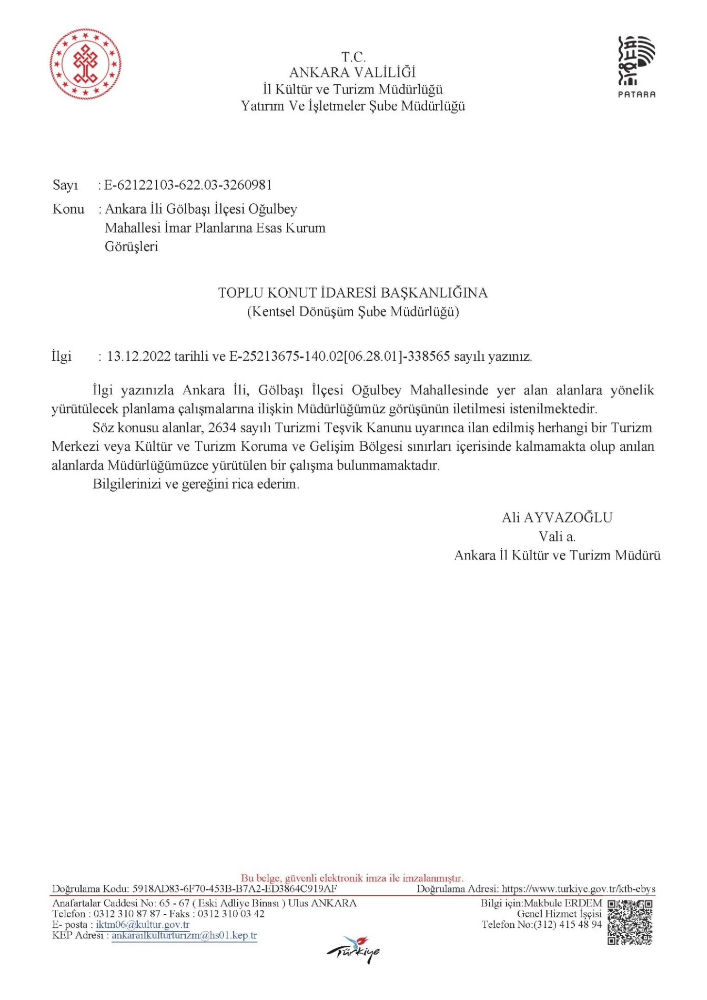 PATARA
T.C.
ANKARA VALİLİĞİ
İl Kültür ve Turizm Müdürlüğü
Yatırım Ve İşletmeler Şube Müdürlüğü
Sayı : E-62122103-622.03-3260981
Konu : Ankara İli Gölbaşı İlçesi Oğulbey
Mahallesi İmar Planlarına Esas Kurum
Görüşleri
TOPLU KONUT İDARESİ BAŞKANLIĞINA
(Kentsel Dönüşüm Şube Müdürlüğü)
İlgi : 13.12.2022 tarihli ve E-25213675-140.02[06.28.01]-338565 sayılı yazınız.
İlgi yazınızla Ankara İli, Gölbaşı İlçesi Oğulbey Mahallesinde yer alan alanlara yönelik
yürütülecek planlama çalışmalarına ilişkin Müdürlüğümüz görüşünün iletilmesi istenilmektedir.
Söz konusu alanlar, 2634 sayılı Turizmi Teşvik Kanunu uyarınca ilan edilmiş herhangi bir Turizm
Merkezi veya Kültür ve Turizm Koruma ve Gelişim Bölgesi sınırları içerisinde kalmamakta olup anılan
alanlarda Müdürlüğümüzce yürütülen bir çalışma bulunmamaktadır.
Bilgilerinizi ve gereğini rica ederim.
Ali AYVAZOĞLU
Vali a.
Ankara İl Kültür ve Turizm Müdürü
Bu belge, güvenli elektronik imza ile imzalanmıştır.
Doğrulama Kodu: 5918AD83-6F70-453B-B7A2-ED3864C919AF Doğrulama Adresi: https://www.turkiye.gov.tr/ktb-ebys
Anafartalar Caddesi No: 65 - 67 ( Eski Adliye Binası ) Ulus ANKARA
Telefon : 0312 310 87 87 - Faks : 0312 310 03 42
E- posta : iktm06@kultur.gov.tr
KEP Adresi : ankarailkulturturizm@hs01.kep.tr
Bilgi için:Makbule ERDEM
Genel Hizmet İşçisi
Telefon No:(312) 415 48 94
Türkiye